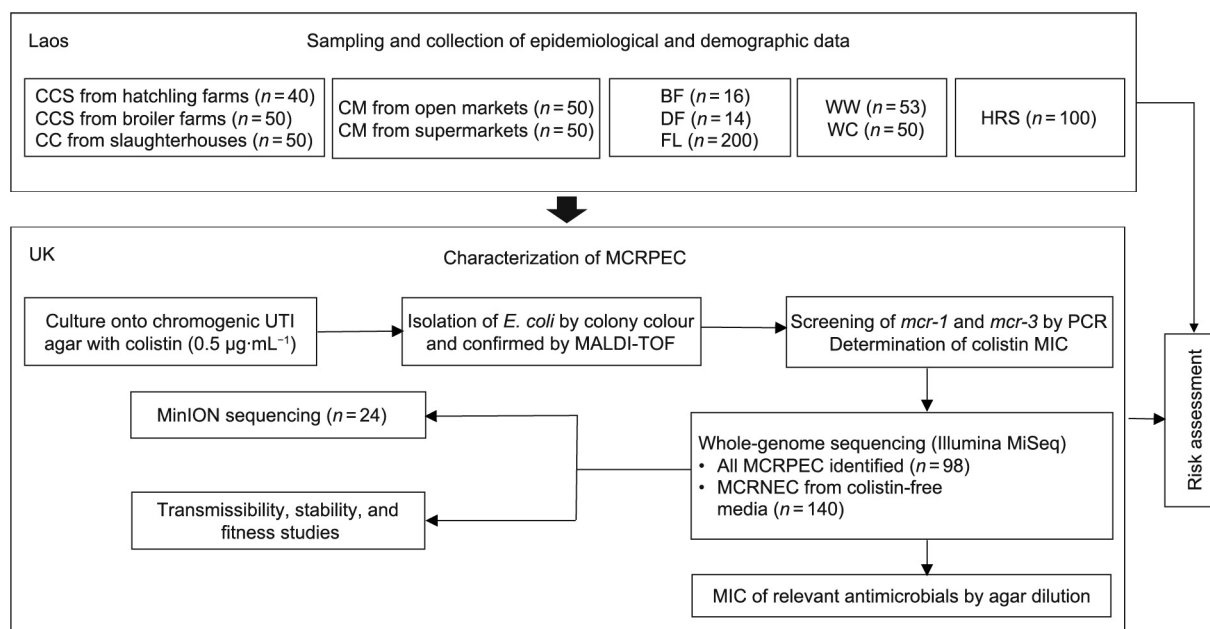 Laos
Sampling and collection of epidemiological and demographic data
CCS from hatchling farms (n = 40)
CCS from broiler farms (n = 50)
CC from slaughterhouses (n = 50)
CM from open markets (n = 50)
CM from supermarkets (n = 50)
BF (n = 16)
DF (n = 14)
FL (n = 200)
WW (n = 53)
WC (n = 50)
HRS (n = 100)
UK
Characterization of MCRPEC
Culture onto chromogenic UTI
agar with colistin (0.5 μg·mL⁻¹)
Isolation of E. coli by colony colour
and confirmed by MALDI-TOF
Screening of mcr-1 and mcr-3 by PCR
Determination of colistin MIC
MinION sequencing (n = 24)
Transmissibility, stability, and
fitness studies
Whole-genome sequencing (Illumina MiSeq)
• All MCRPEC identified (n = 98)
• MCRNEC from colistin-free
media (n = 140)
MIC of relevant antimicrobials by agar dilution
Risk assessment